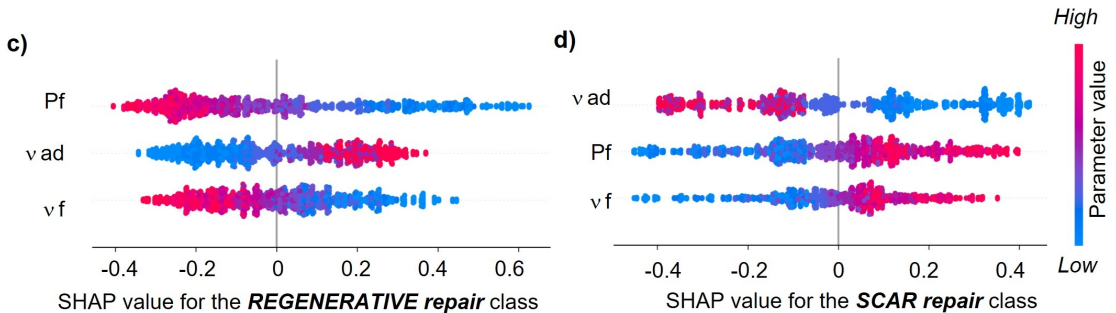 c)
Pf
ν ad
ν f
-0.4 -0.2 0 0.2 0.4 0.6
SHAP value for the REGENERATIVE repair class
d)
ν ad
Pf
ν f
-0.4 -0.2 0 0.2 0.4
SHAP value for the SCAR repair class
High
Parameter value
Low